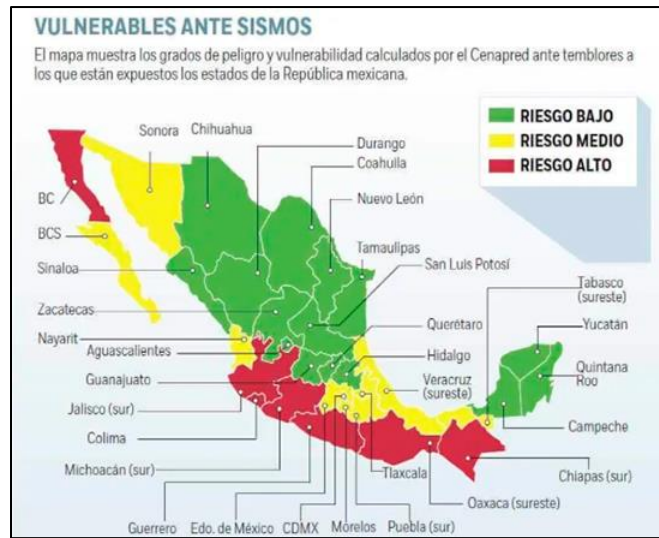 VULNERABLES ANTE SISMOS
El mapa muestra los grados de peligro y vulnerabilidad calculados por el Cenapred ante temblores a
los que están expuestos los estados de la República mexicana.
RIESGO BAJO
RIESGO MEDIO
RIESGO ALTO
Sonora
Chihuahua
Durango
Coahuila
BC
Nuevo León
BCS
Tamaulipas
Sinaloa
San Luis Potosí
Tabasco
(sureste)
Zacatecas
Querétaro
Yucatán
Nayarit
Aguascalientes
Hidalgo
Quintana
Roo
Guanajuato
Veracruz
(sureste)
Jalisco (sur)
Campeche
Colima
Michoacán (sur)
Tlaxcala
Chiapas (sur)
Oaxaca (sureste)
Guerrero
Edo. de México
CDMX
Morelos
Puebla (sur)